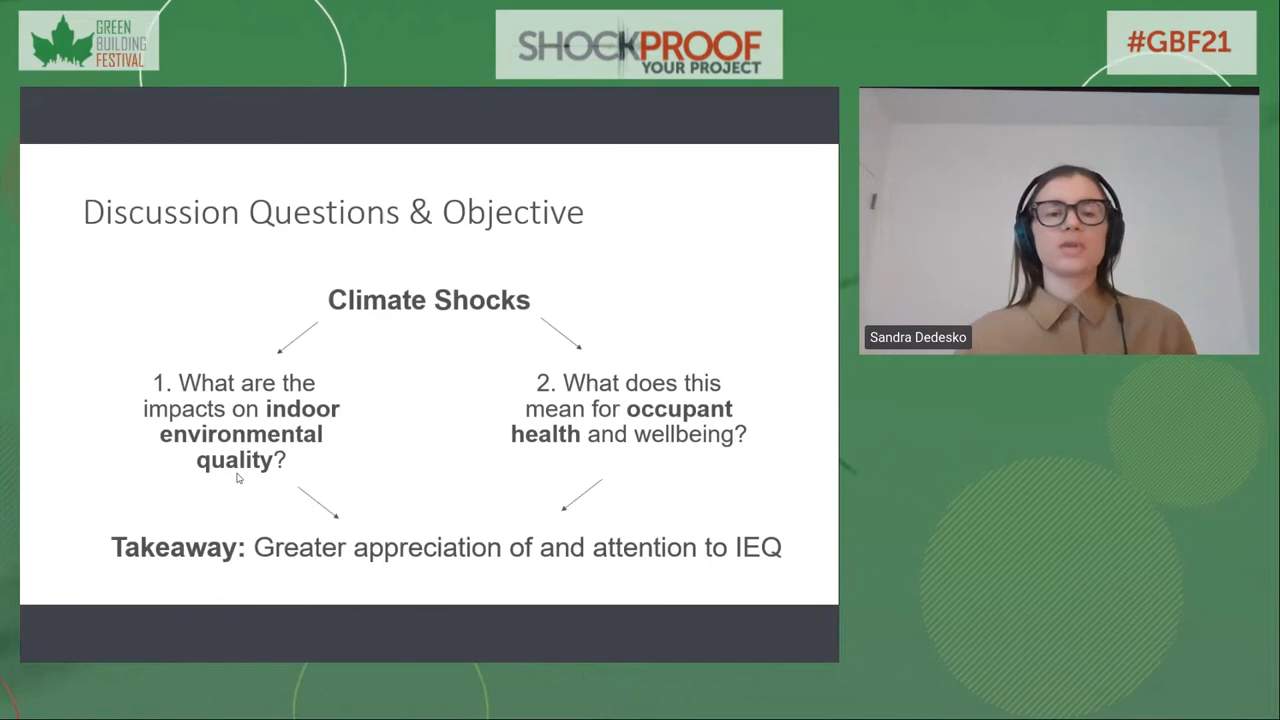 GREEN
BUILDING
FESTIVAL
SHOCKPROOF
YOUR PROJECT
#GBF21
Discussion Questions & Objective
Climate Shocks
1. What are the
impacts on indoor
environmental
quality?
2. What does this
mean for occupant
health and wellbeing?
Takeaway: Greater appreciation of and attention to IEQ
Sandra Dedesko